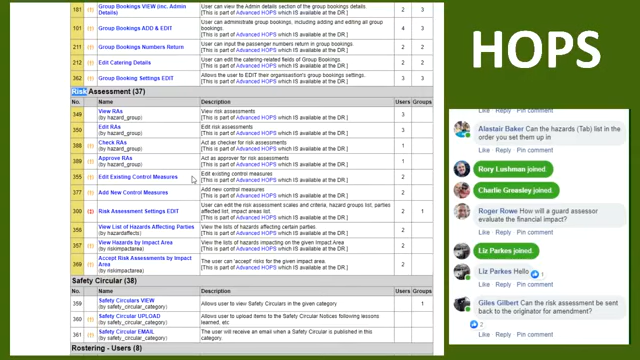 181 (!) Group Bookings VIEW (inc. Admin Details) User can view the Admin details section of the group bookings details. [This is part of Advanced HOPS which IS available at the DR.] 2 3
101 (!) Group Bookings ADD & EDIT User can administrate group bookings, including adding and editing all group bookings. [This is part of Advanced HOPS which IS available at the DR.] 4 3
211 (!) Group Bookings Numbers Return User can input the passenger numbers return in group bookings. [This is part of Advanced HOPS which IS available at the DR.] 2 2
212 (!) Edit Catering Details User can edit the catering-related fields of Group Bookings. [This is part of Advanced HOPS which IS available at the DR.] 2 2
362 (!) Group Booking Settings EDIT Allows the user to EDIT their organisation's group bookings settings. [This is part of Advanced HOPS which IS available at the DR.] 3 3
Risk Assessment (37)
No. Name Description Users Groups
349 View RAs (by hazard_group) View risk assessments [This is part of Advanced HOPS which IS available at the DR.] 3
350 Edit RAs (by hazard_group) Edit risk assessments [This is part of Advanced HOPS which IS available at the DR.] 3
388 (!) Check RAs (by hazard_group) Act as checker for risk assessments [This is part of Advanced HOPS which IS available at the DR.] 1
389 (!) Approve RAs (by hazard_group) Act as approver for risk assessments [This is part of Advanced HOPS which IS available at the DR.] 1
355 (!) Edit Existing Control Measures Edit existing control measures [This is part of Advanced HOPS which IS available at the DR.] 2
377 (!) Add New Control Measures Add new control measures [This is part of Advanced HOPS which IS available at the DR.] 2
300 (!) Risk Assessment Settings EDIT User can edit the risk assessment scales and criteria, hazard groups list, parties affected list, impact areas list. [This is part of Advanced HOPS which IS available at the DR.] 2 1
356 (!) View List of Hazards Affecting Parties (by hazardaffects) View the lists of hazards affecting certain parties [This is part of Advanced HOPS which IS available at the DR.] 2
357 (!) View Hazards by Impact Area (by riskimpactarea) View the lists of hazards impacting on the given Impact Area [This is part of Advanced HOPS which IS available at the DR.] 2
369 (!) Accept Risk Assessments by Impact Area (by riskimpactarea) The user can 'accept' risks for the given impact area. [This is part of Advanced HOPS which IS available at the DR.] 2
Safety Circular (38)
No. Name Description Users Groups
359 Safety Circulars VIEW (by safety_circular_category) Allows user to view Safety Circulars in the given category 1
360 (!) Safety Circular UPLOAD (by safety_circular_category) Allows user to upload items to the Safety Circular Notices following lessons learned, etc
361 (!) Safety Circular EMAIL (by safety_circular_category) The user will receive an email when a Safety Circular is published in this category.
Rostering - Users (8)
HOPS
Like Reply Pin comment
Alastair Baker Can the hazards (Tab) list in the order you set them up in
Like Reply Pin comment
Rory Lushman joined.
Charlie Greesley joined.
Roger Rowe How will a guard assessor evaluate the financial impact?
Like Reply Pin comment
Liz Parkes joined.
Liz Parkes Hello 1
Like Reply Pin comment
Giles Gilbert Can the risk assessment be sent back to the originator for amendment?
2
Like Reply Pin comment